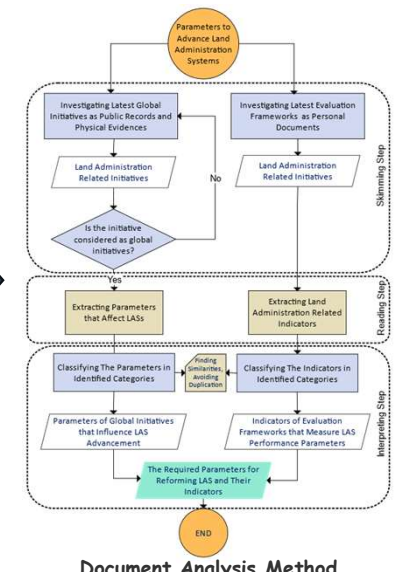 Parameters to
Advance Land
Administration
Systems
Investigating Latest Global
Initiatives as Public Records and
Physical Evidences
Investigating Latest Evaluation
Frameworks as Personal
Documents
Land Administration
Related Initiatives
Land Administration
Related Initiatives
No
Is the initiative
considered as global
initiatives?
Skimming Step
Yes
Extracting Parameters
that Affect LASs
Extracting Land
Administration Related
Indicators
Reading Step
Classifying The Parameters in
Identified Categories
Finding
Similarities,
Avoiding
Duplication
Classifying The Indicators in
Identified Categories
Parameters of Global Initiatives
that Influence LAS
Advancement
Indicators of Evaluation
Frameworks that Measure LAS
Performance Parameters
Interpreting Step
The Required Parameters for
Reforming LAS and Their
Indicators
END
Document Analysis Method